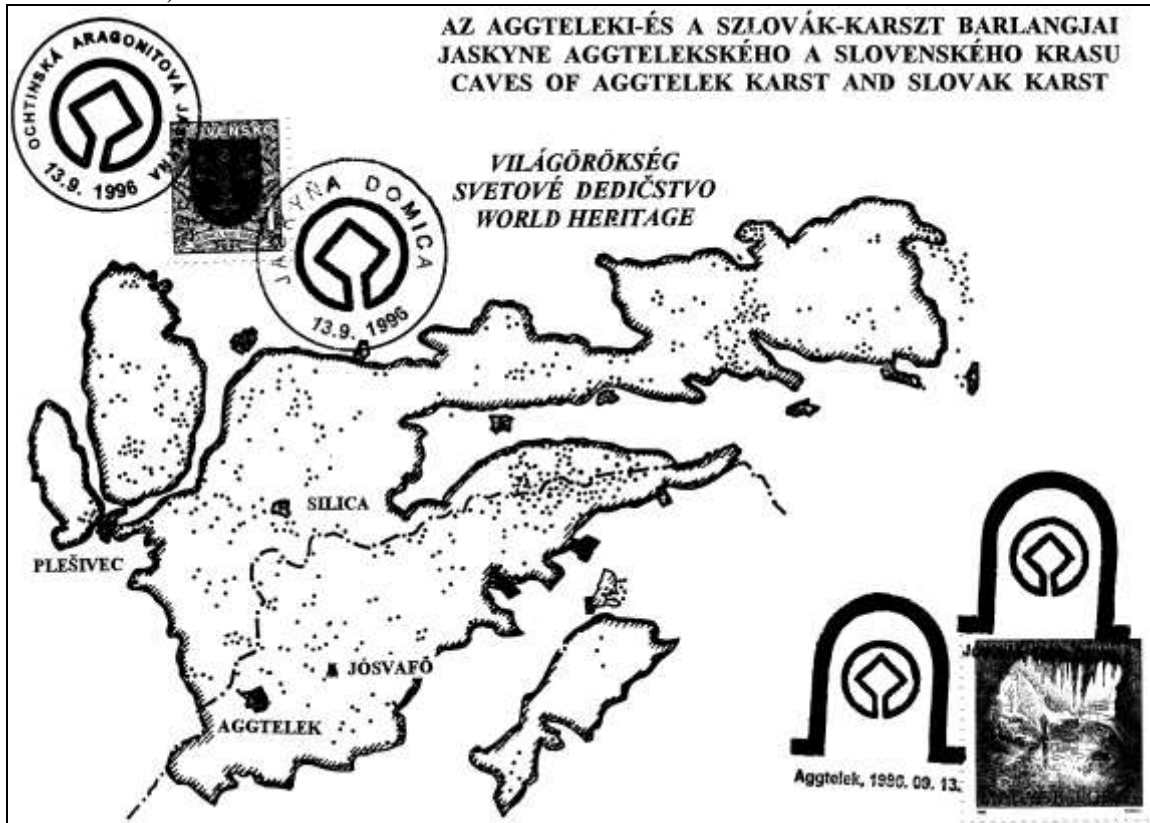 AZ AGGTELEKI-ÉS A SZLOVÁK-KARSZT BARLANGJAI
JASKYNE AGGTELEKSKÉHO A SLOVENSKÉHO KRASU
CAVES OF AGGTELEK KARST AND SLOVAK KARST
OCHTINSKÁ ARAGONITOVÁ JASKYŇA
13.9. 1996
SLOVENSKO
JASKYŇA DOMICA
13.9. 1996
VILÁGÖRÖKSÉG
SVETOVÉ DEDIČSTVO
WORLD HERITAGE
SILICA
PLEŠIVEC
JÓSVAFŐ
AGGTELEK
Aggtelek, 1996. 09. 13.